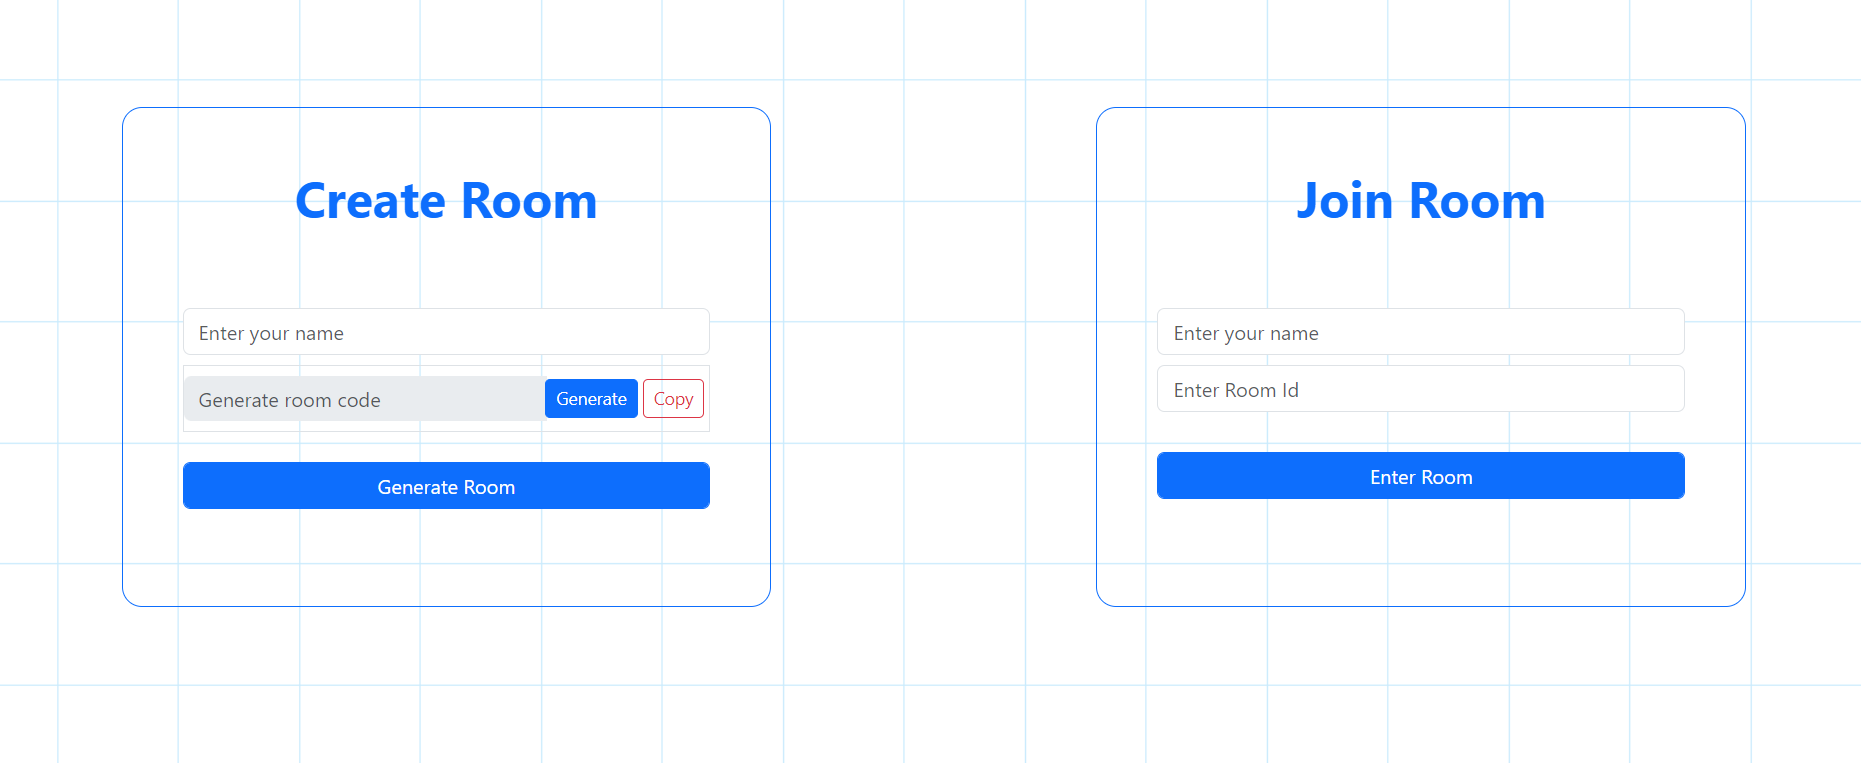 Create Room
Enter your name
Generate room code Generate Copy
Generate Room
Join Room
Enter your name
Enter Room Id
Enter Room